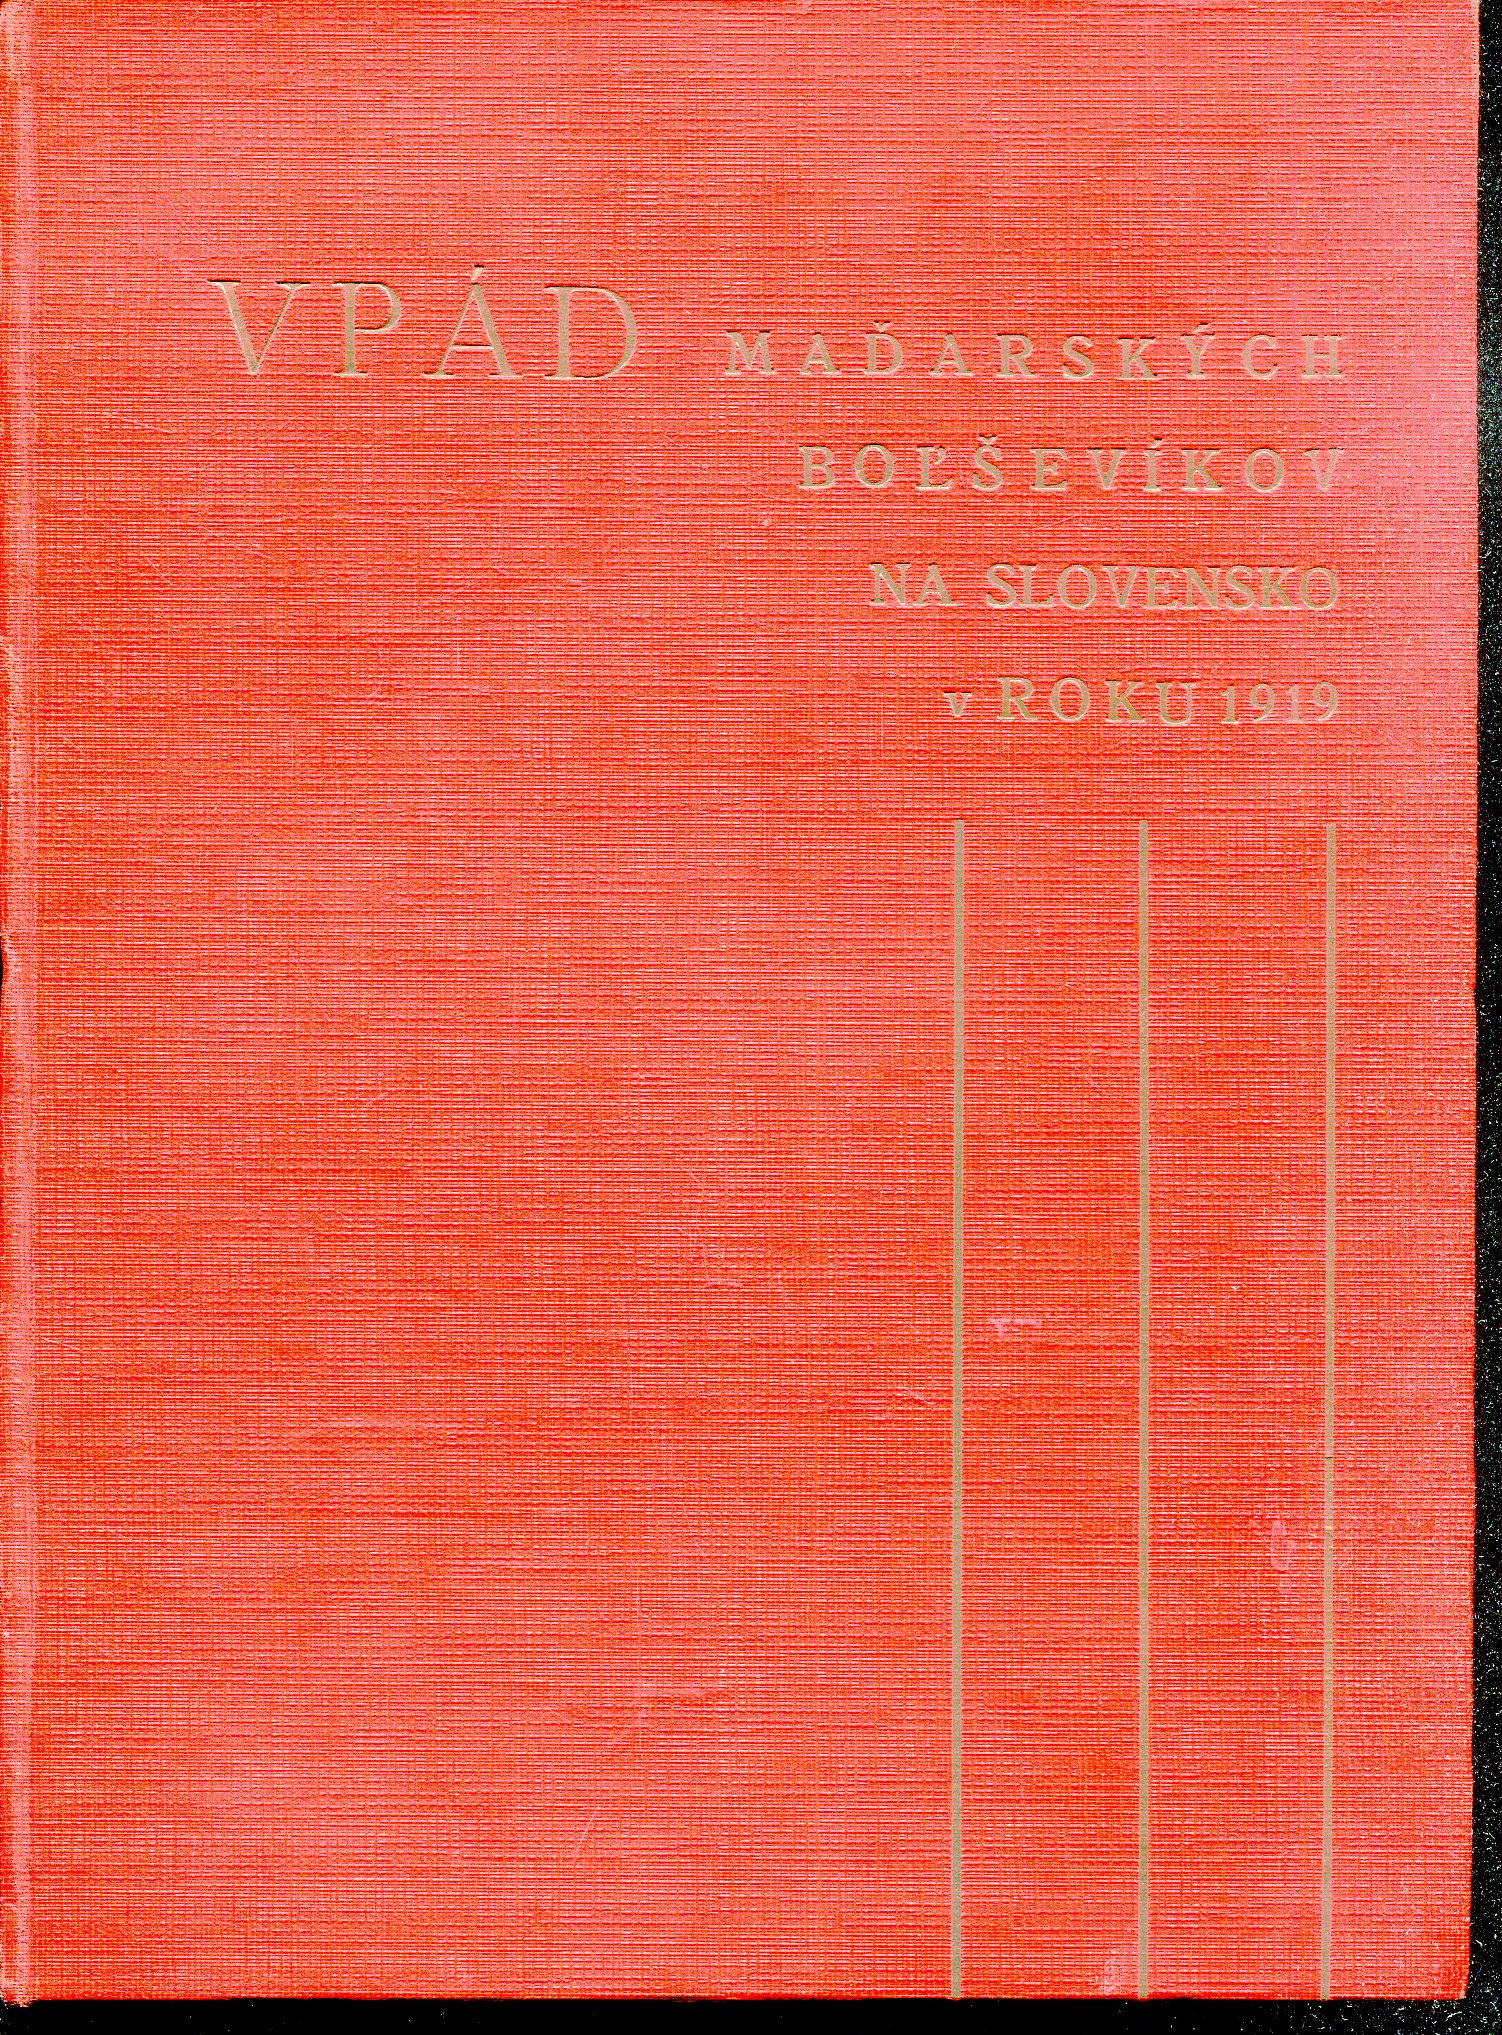 VPÁD MAĎARSKÝCH
BOĽŠEVÍKOV
NA SLOVENSKO
v ROKU 1919